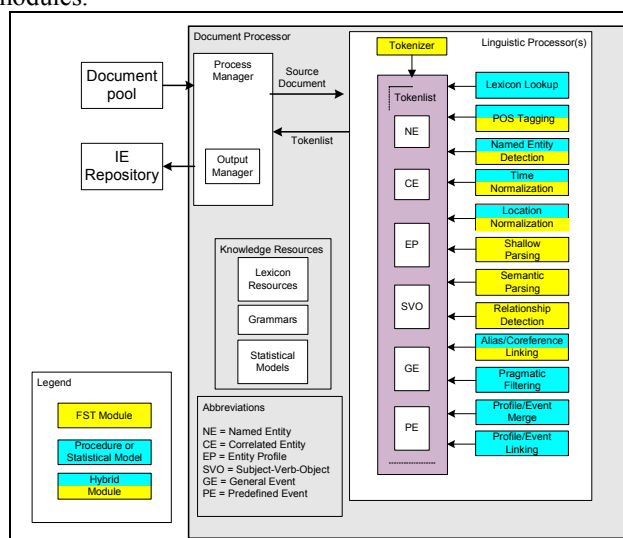 modules.
Document Processor
Document
pool
IE
Repository
Process
Manager
Output
Manager
Source
Document
Tokenlist
Linguistic Processor(s)
Tokenizer
Tokenlist
NE
CE
EP
SVO
GE
PE
Lexicon Lookup
POS Tagging
Named Entity
Detection
Time
Normalization
Location
Normalization
Shallow
Parsing
Semantic
Parsing
Relationship
Detection
Alias/Coreference
Linking
Pragmatic
Filtering
Profile/Event
Merge
Profile/Event
Linking
Knowledge Resources
Lexicon
Resources
Grammars
Statistical
Models
Abbreviations
NE = Named Entity
CE = Correlated Entity
EP = Entity Profile
SVO = Subject-Verb-Object
GE = General Event
PE = Predefined Event
Legend
FST Module
Procedure or
Statistical Model
Hybrid
Module